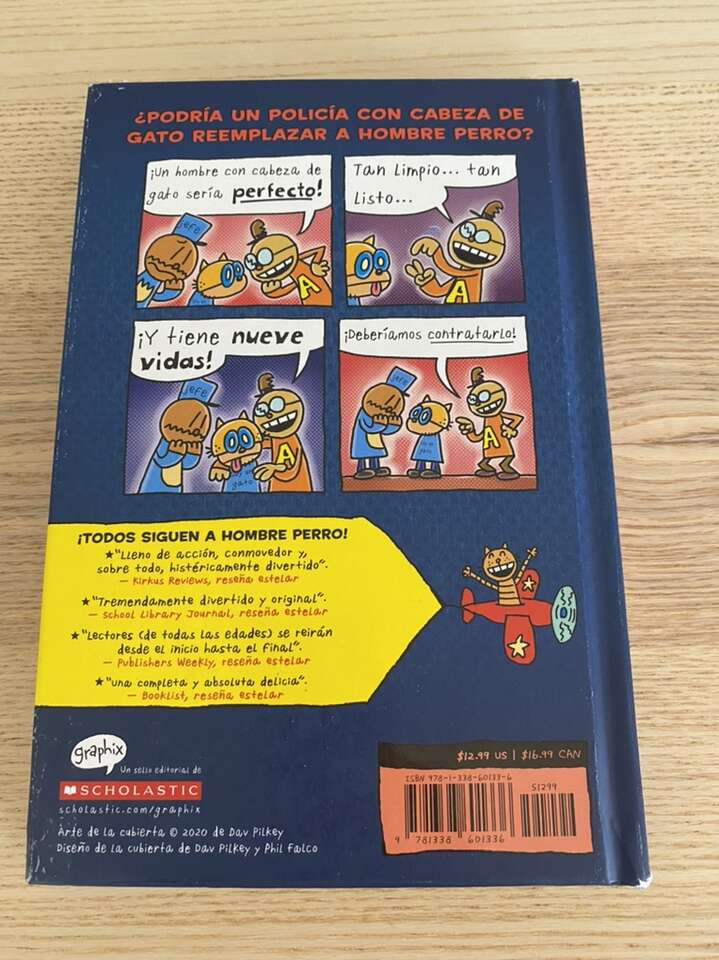 ¿PODRÍA UN POLICÍA CON CABEZA DE
GATO REEMPLAZAR A HOMBRE PERRO?
¡Un hombre con cabeza de
gato sería perfecto!
jefe
A
Tan limpio... tan
listo...
A
¡Y tiene nueve
vidas!
jefe
gato
A
¡Deberíamos contratarlo!
jefe
gato
A
¡TODOS SIGUEN A HOMBRE PERRO!
★"Lleno de acción, conmovedor y,
sobre todo, histéricamente divertido".
— Kirkus Reviews, reseña estelar
★"Tremendamente divertido y original".
— School Library Journal, reseña estelar
★"Lectores (de todas las edades) se reirán
desde el inicio hasta el final".
— Publishers Weekly, reseña estelar
★"Una completa y absoluta delicia".
— Booklist, reseña estelar
graphix
Un sello editorial de
SCHOLASTIC
scholastic.com/graphix
Arte de la cubierta © 2020 de Dav Pilkey
Diseño de la cubierta de Dav Pilkey y Phil Falco
$12.99 US | $16.99 CAN
ISBN 978-1-338-60133-6
51299
9 781338 601336